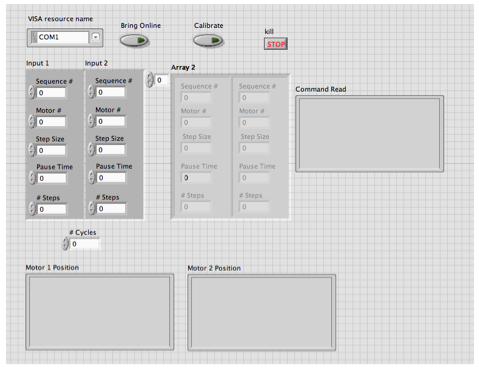 VISA resource name
COM1
Bring Online
Calibrate
kill
STOP
Input 1
Sequence #
0
Motor #
0
Step Size
0
Pause Time
0
# Steps
0
Input 2
Sequence #
0
Motor #
0
Step Size
0
Pause Time
0
# Steps
0
0
Array 2
Sequence #
0
Motor #
0
Step Size
0
Pause Time
0
# Steps
0
Sequence #
0
Motor #
0
Step Size
0
Pause Time
0
# Steps
0
Command Read
# Cycles
0
Motor 1 Position
Motor 2 Position